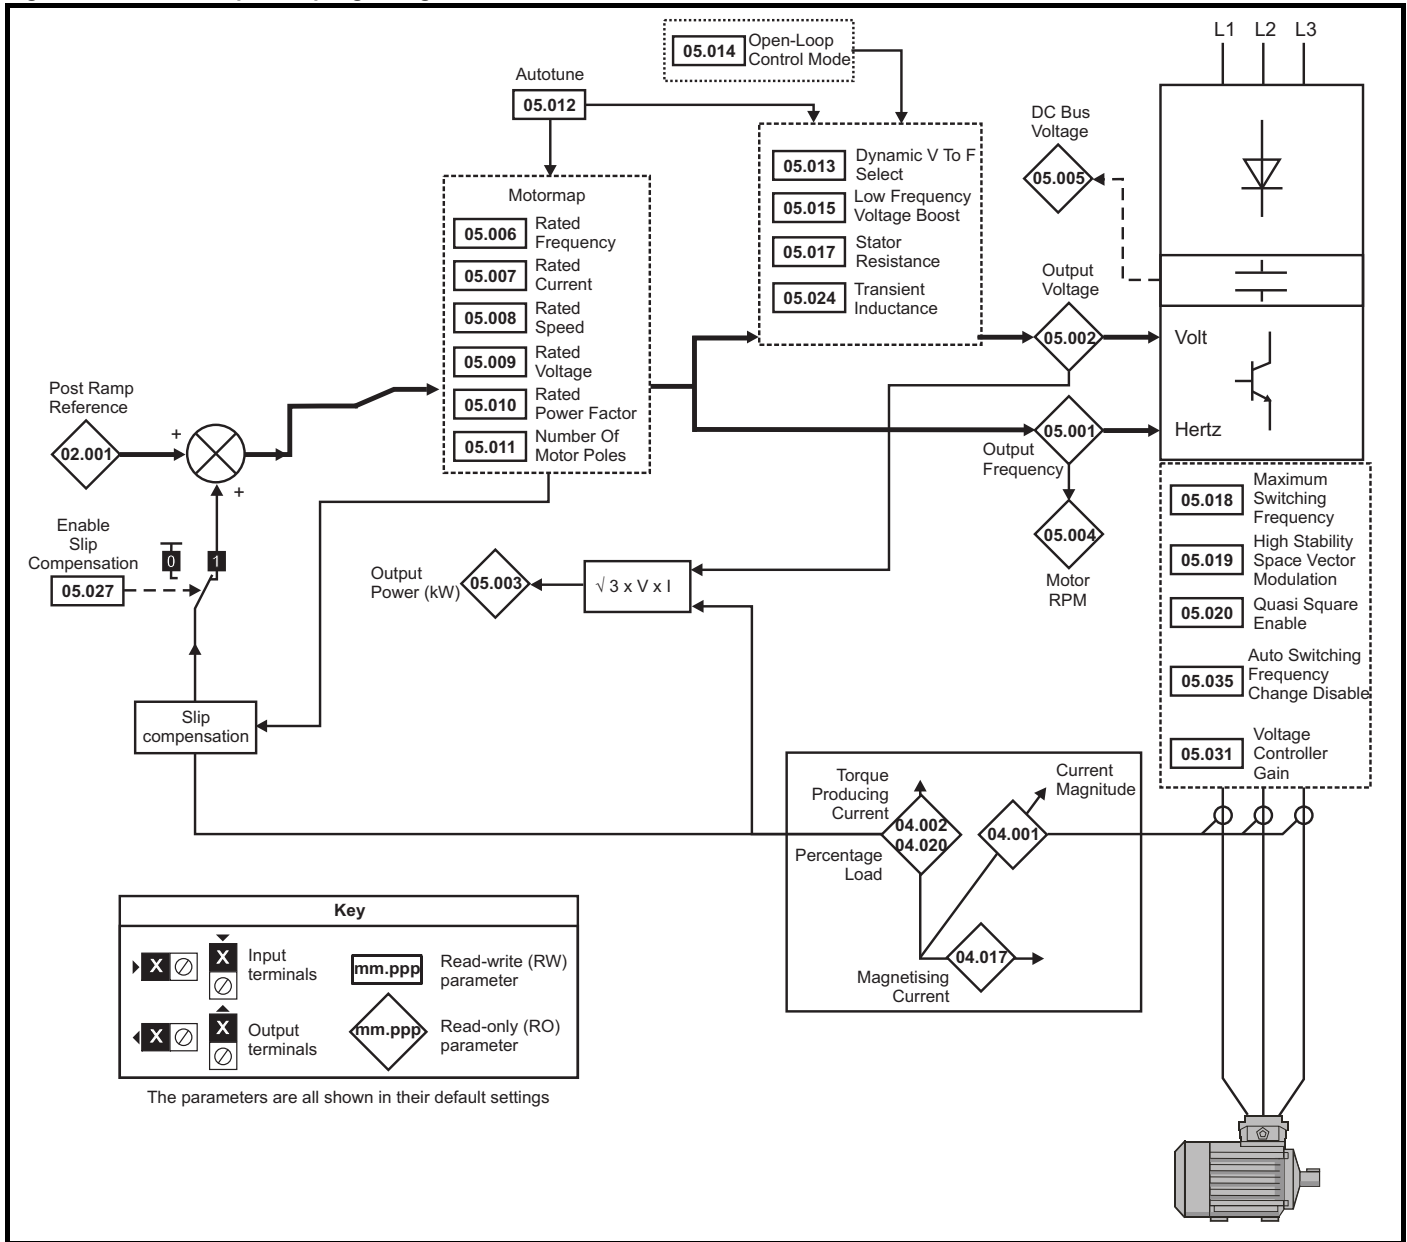 05.014
Open-Loop
Control Mode
L1 L2 L3
Autotune
05.012
DC Bus
Voltage
05.005
Motormap
05.006
Rated
Frequency
05.007
Rated
Current
05.008
Rated
Speed
05.009
Rated
Voltage
05.010
Rated
Power Factor
05.011
Number Of
Motor Poles
05.013
Dynamic V To F
Select
05.015
Low Frequency
Voltage Boost
05.017
Stator
Resistance
05.024
Transient
Inductance
Output
Voltage
05.002
Volt
Post Ramp
Reference
02.001
+
+
05.001
Output
Frequency
Hertz
05.004
Motor
RPM
Enable
Slip
Compensation
05.027
0
1
Output
Power (kW)
05.003
√ 3 x V x I
05.018
Maximum
Switching
Frequency
05.019
High Stability
Space Vector
Modulation
05.020
Quasi Square
Enable
05.035
Auto Switching
Frequency
Change Disable
05.031
Voltage
Controller
Gain
Slip
compensation
Torque
Producing
Current
04.002
04.020
Percentage
Load
04.001
Current
Magnitude
04.017
Magnetising
Current
Key
X
X
Input
terminals
mm.ppp
Read-write (RW)
parameter
X
X
Output
terminals
mm.ppp
Read-only (RO)
parameter
The parameters are all shown in their default settings